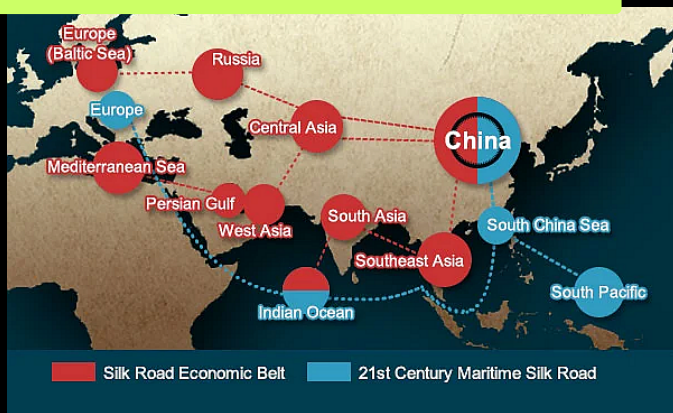 Europe
(Baltic Sea)
Russia
Europe
Central Asia
China
Mediterranean Sea
Persian Gulf
West Asia
South Asia
South China Sea
Southeast Asia
South Pacific
Indian Ocean
Silk Road Economic Belt
21st Century Maritime Silk Road